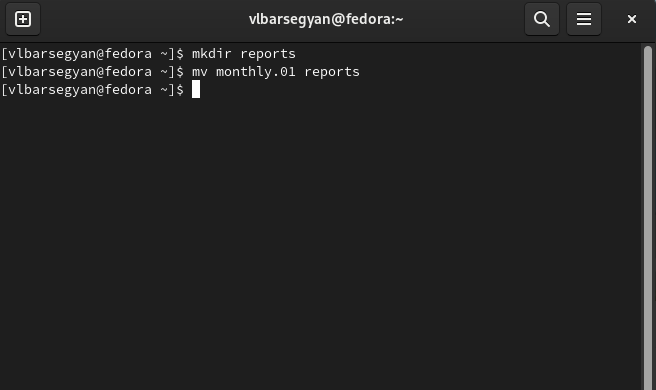 vlbarsegyan@fedora:~
[vlbarsegyan@fedora ~]$ mkdir reports
[vlbarsegyan@fedora ~]$ mv monthly.01 reports
[vlbarsegyan@fedora ~]$